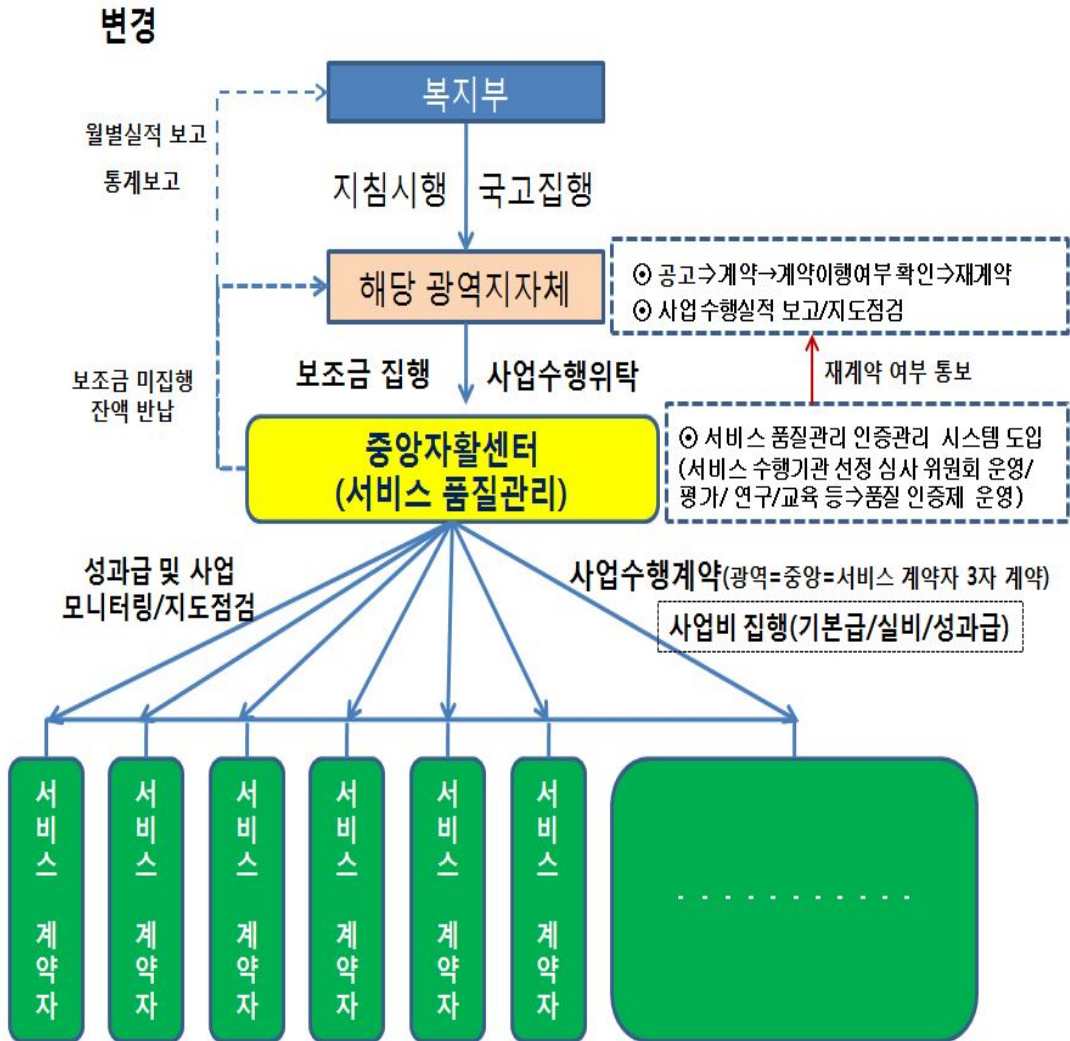 변경
복지부
월별실적 보고
통계보고
지침시행 국고집행
해당 광역지자체
⊙ 공고⇒계약→계약이행여부 확인⇒재계약
⊙ 사업 수행실적 보고/지도점검
보조금 집행 사업수행위탁
재계약 여부 통보
보조금 미집행
잔액 반납
중앙자활센터
(서비스 품질관리)
⊙ 서비스 품질관리 인증관리 시스템 도입
(서비스 수행기관 선정 심사 위원회 운영/
평가/ 연구/교육 등⇒품질 인증제 운영)
성과급 및 사업
모니터링/지도점검
사업수행계약(광역=중앙=서비스 계약자 3자 계약)
사업비 집행(기본급/실비/성과급)
서비스 계약자
서비스 계약자
서비스 계약자
서비스 계약자
서비스 계약자
서비스 계약자
. . . . . . . . . . . .